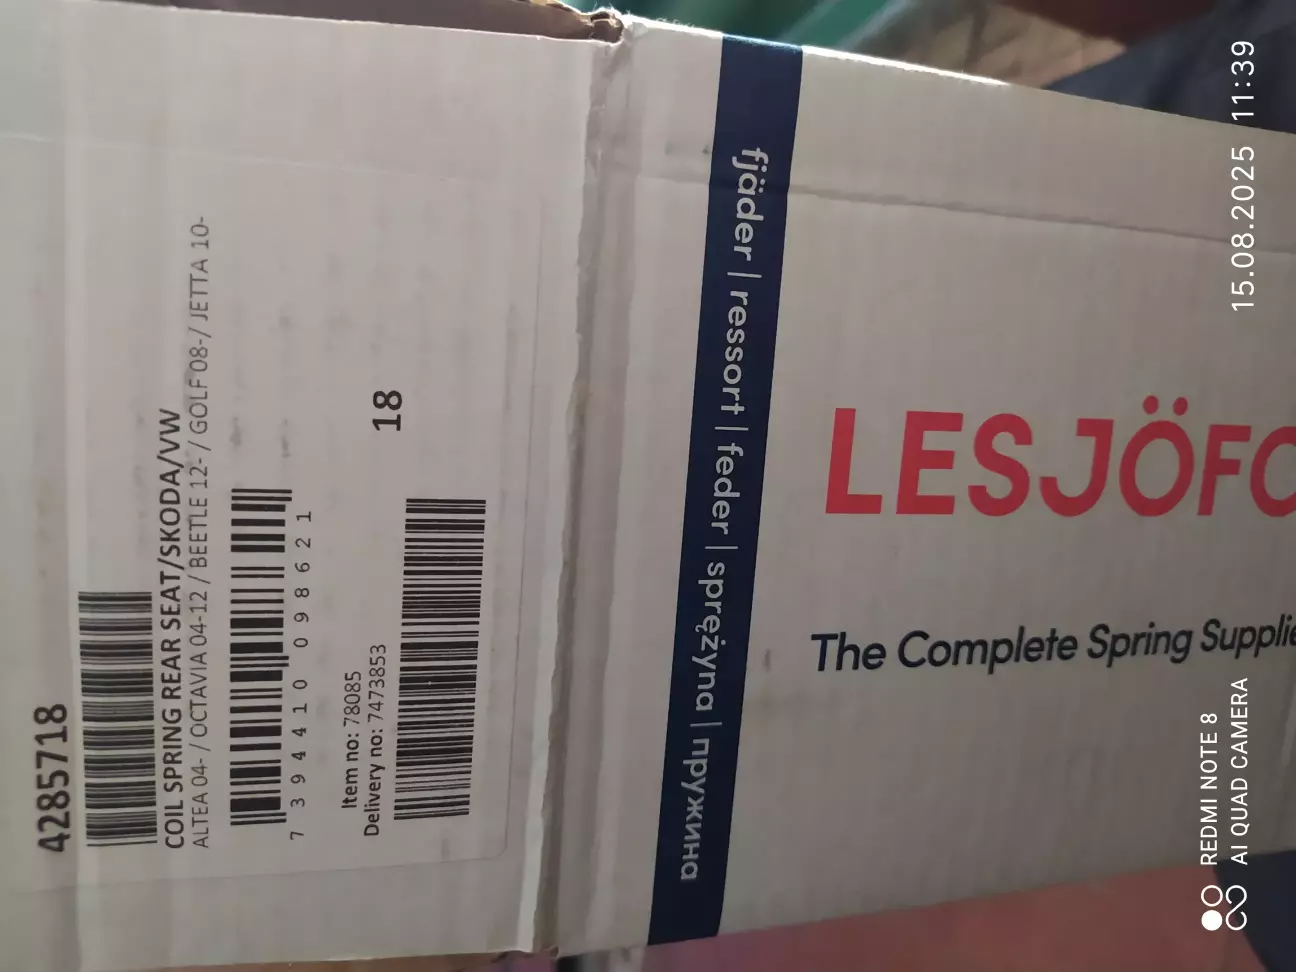 4285718
COIL SPRING REAR SEAT/SKODA/VW
ALTEA 04- / OCTAVIA 04-12 / BEETLE 12- / GOLF 08-/ JETTA 10-
7 394410 098621
Item no: 78085
Delivery no: 7473853
18
fjäder | ressort | feder | sprężyna | пружина
LESJÖFO
The Complete Spring Supplie
REDMI NOTE 8
AI QUAD CAMERA
15.08.2025 11:39